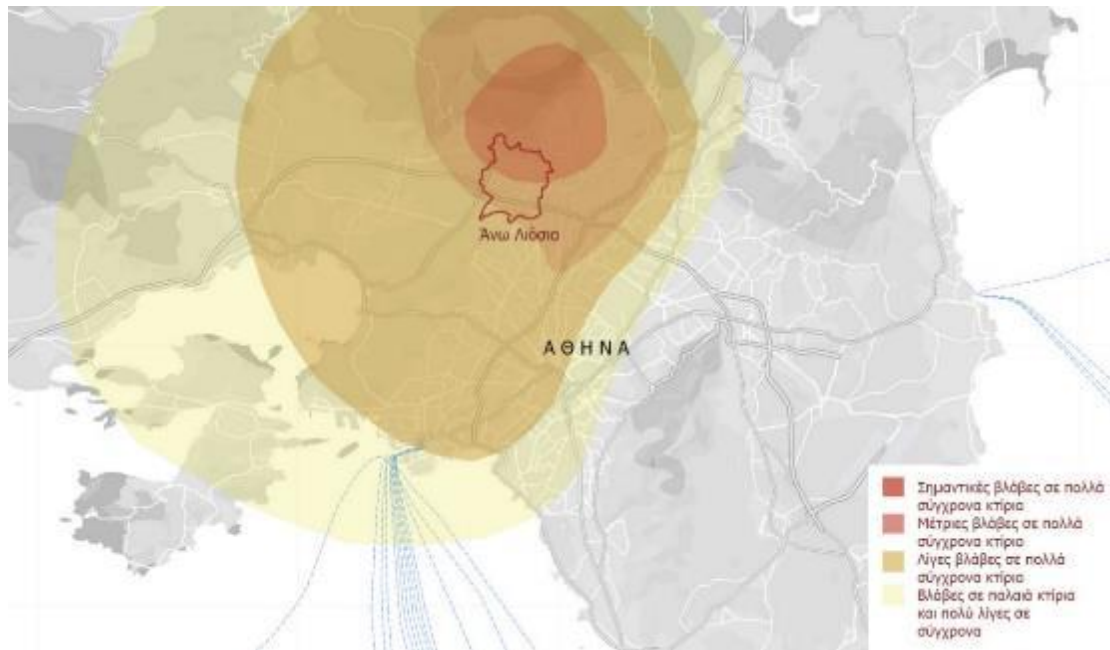 Άνω Λιόσια
ΑΘΗΝΑ
Σημαντικές βλάβες σε πολλά
σύγχρονα κτίρια
Μέτριες βλάβες σε πολλά
σύγχρονα κτίρια
Λίγες βλάβες σε πολλά
σύγχρονα κτίρια
Βλάβες σε παλαιά κτίρια
και πολύ λίγες σε
σύγχρονα